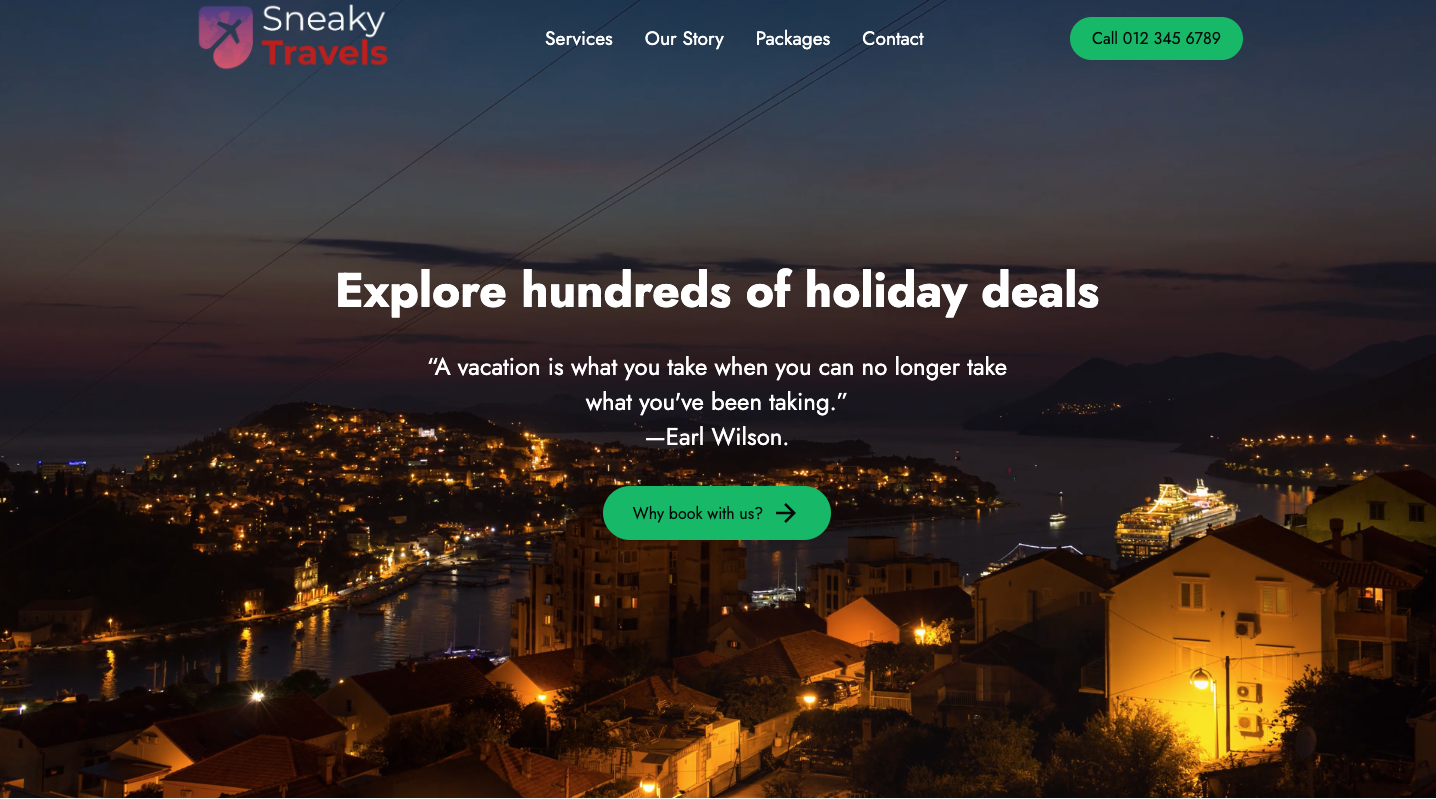 Sneaky
Travels
Services
Our Story
Packages
Contact
Call 012 345 6789
Explore hundreds of holiday deals
“A vacation is what you take when you can no longer take
what you've been taking.”
—Earl Wilson.
Why book with us?